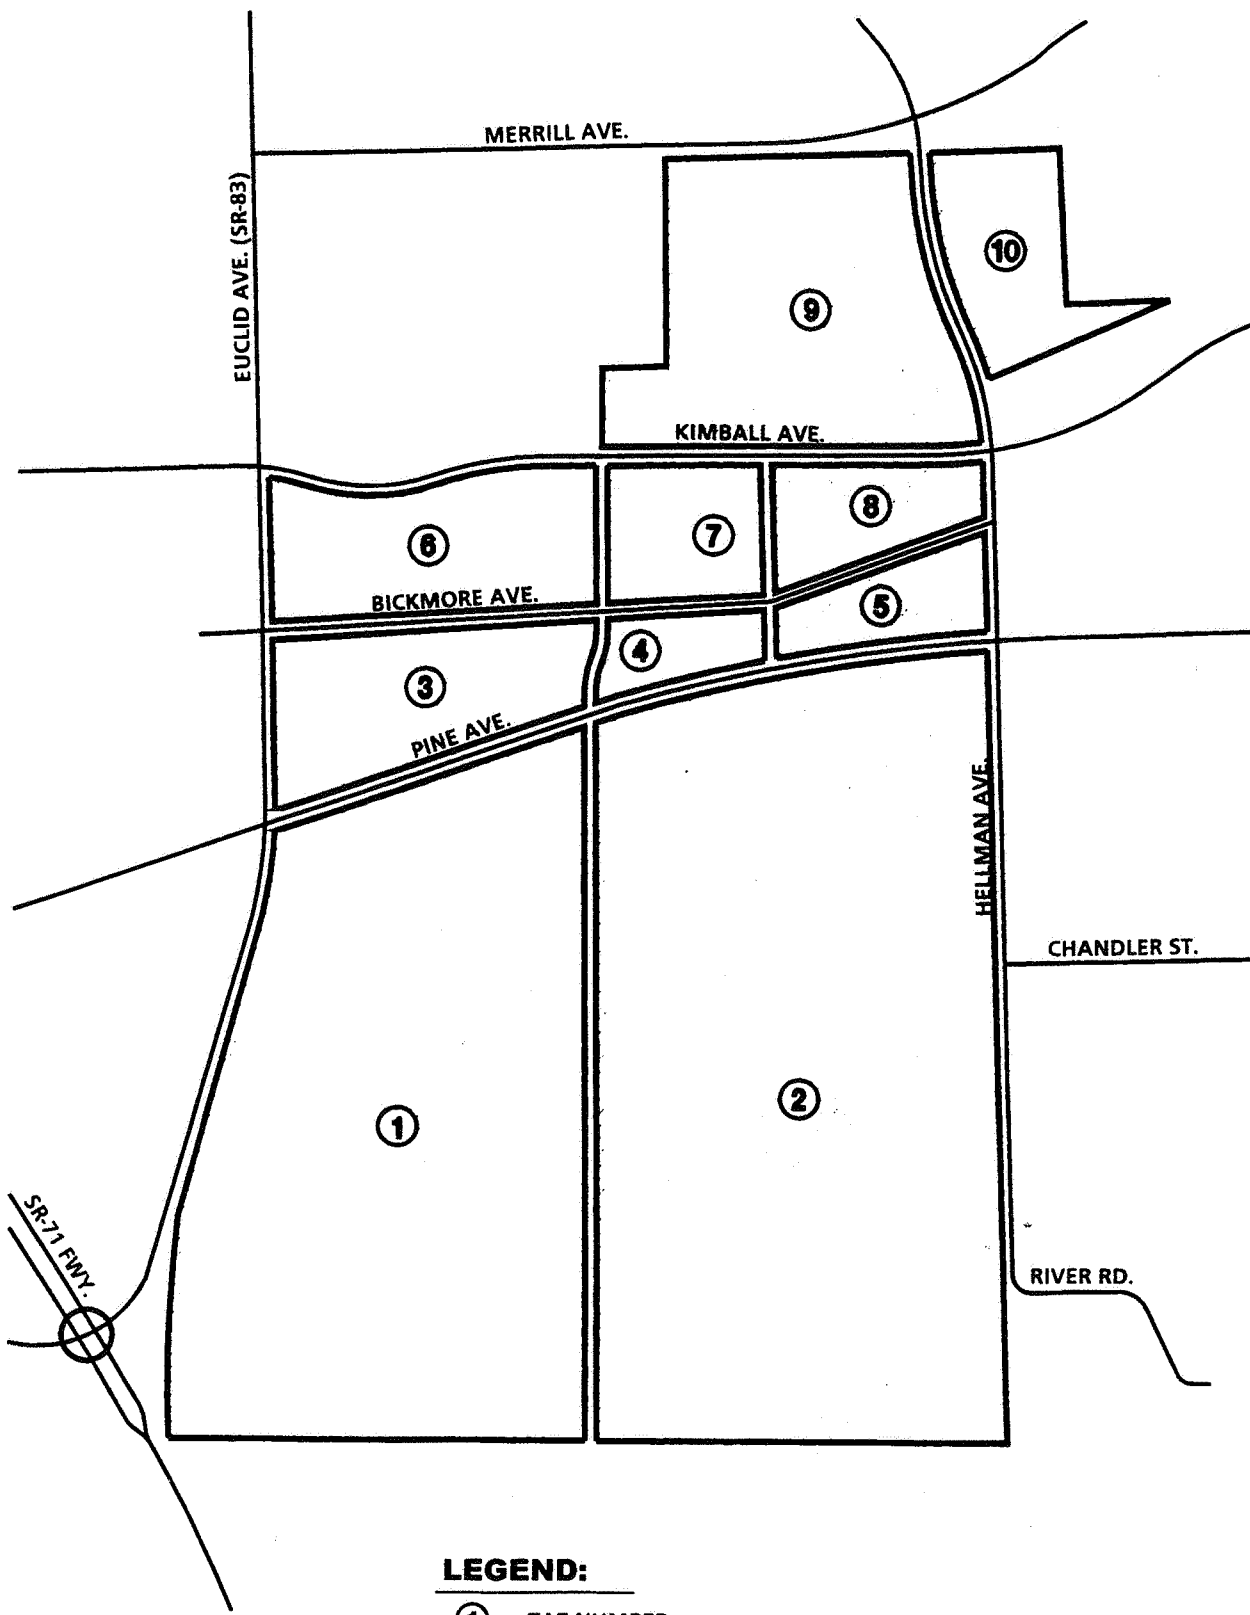 MERRILL AVE.
EUCLID AVE. (SR-83)
10
9
KIMBALL AVE.
8
7
6
BICKMORE AVE.
5
4
3
PINE AVE.
HELLMAN AVE.
CHANDLER ST.
2
1
SR-71 FWY.
RIVER RD.
LEGEND:
1